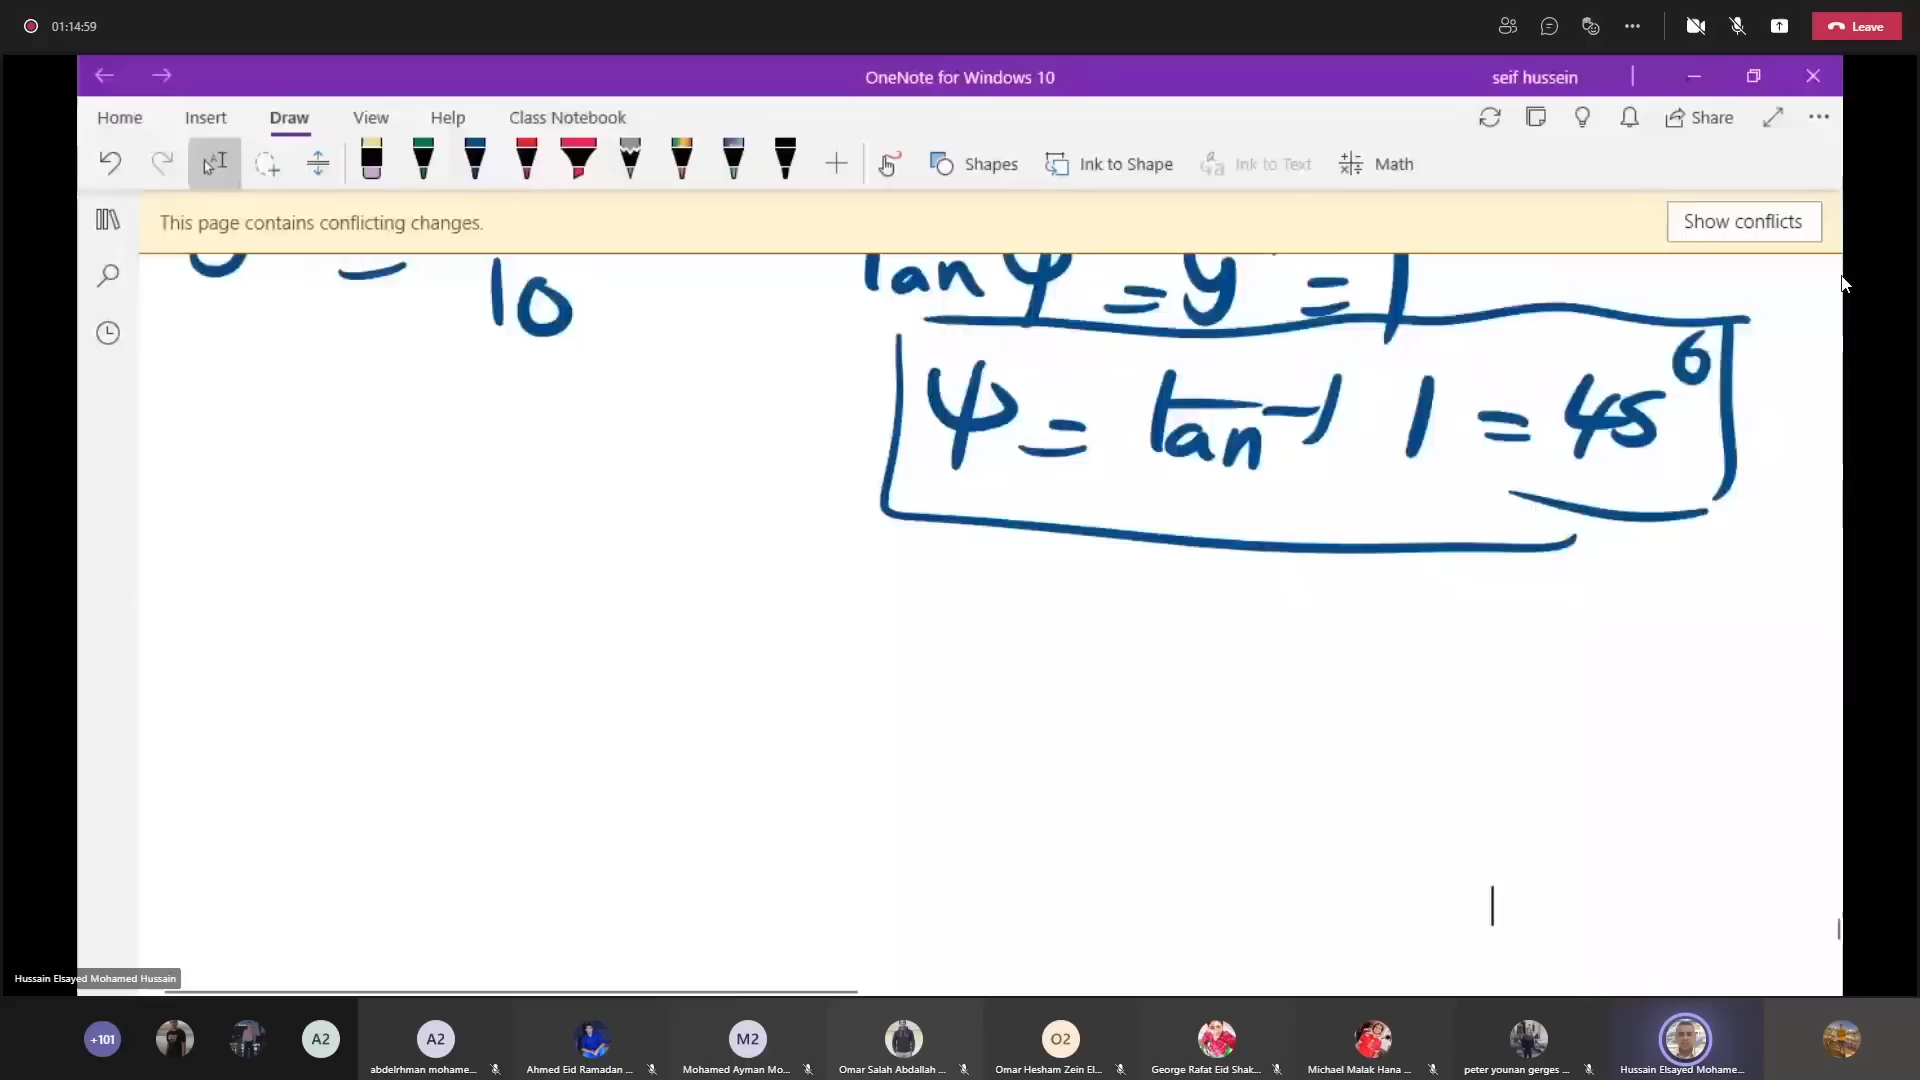 01:14:59
Leave
OneNote for Windows 10
seif hussein
Home
Insert
Draw
View
Help
Class Notebook
Share
Shapes
Ink to Shape
Ink to Text
Math
This page contains conflicting changes.
Show conflicts
10
tan ψ = y' = 1
ψ = tan⁻¹ 1 = 45°
Hussain Elsayed Mohamed Hussain
+101
A2
A2
M2
O2
abdelrhman mohame...
Ahmed Eid Ramadan ...
Mohamed Ayman Mo...
Omar Salah Abdallah ...
Omar Hesham Zein El...
George Rafat Eid Shak...
Michael Malak Hana ...
peter younan gerges ...
Hussain Elsayed Mohame...